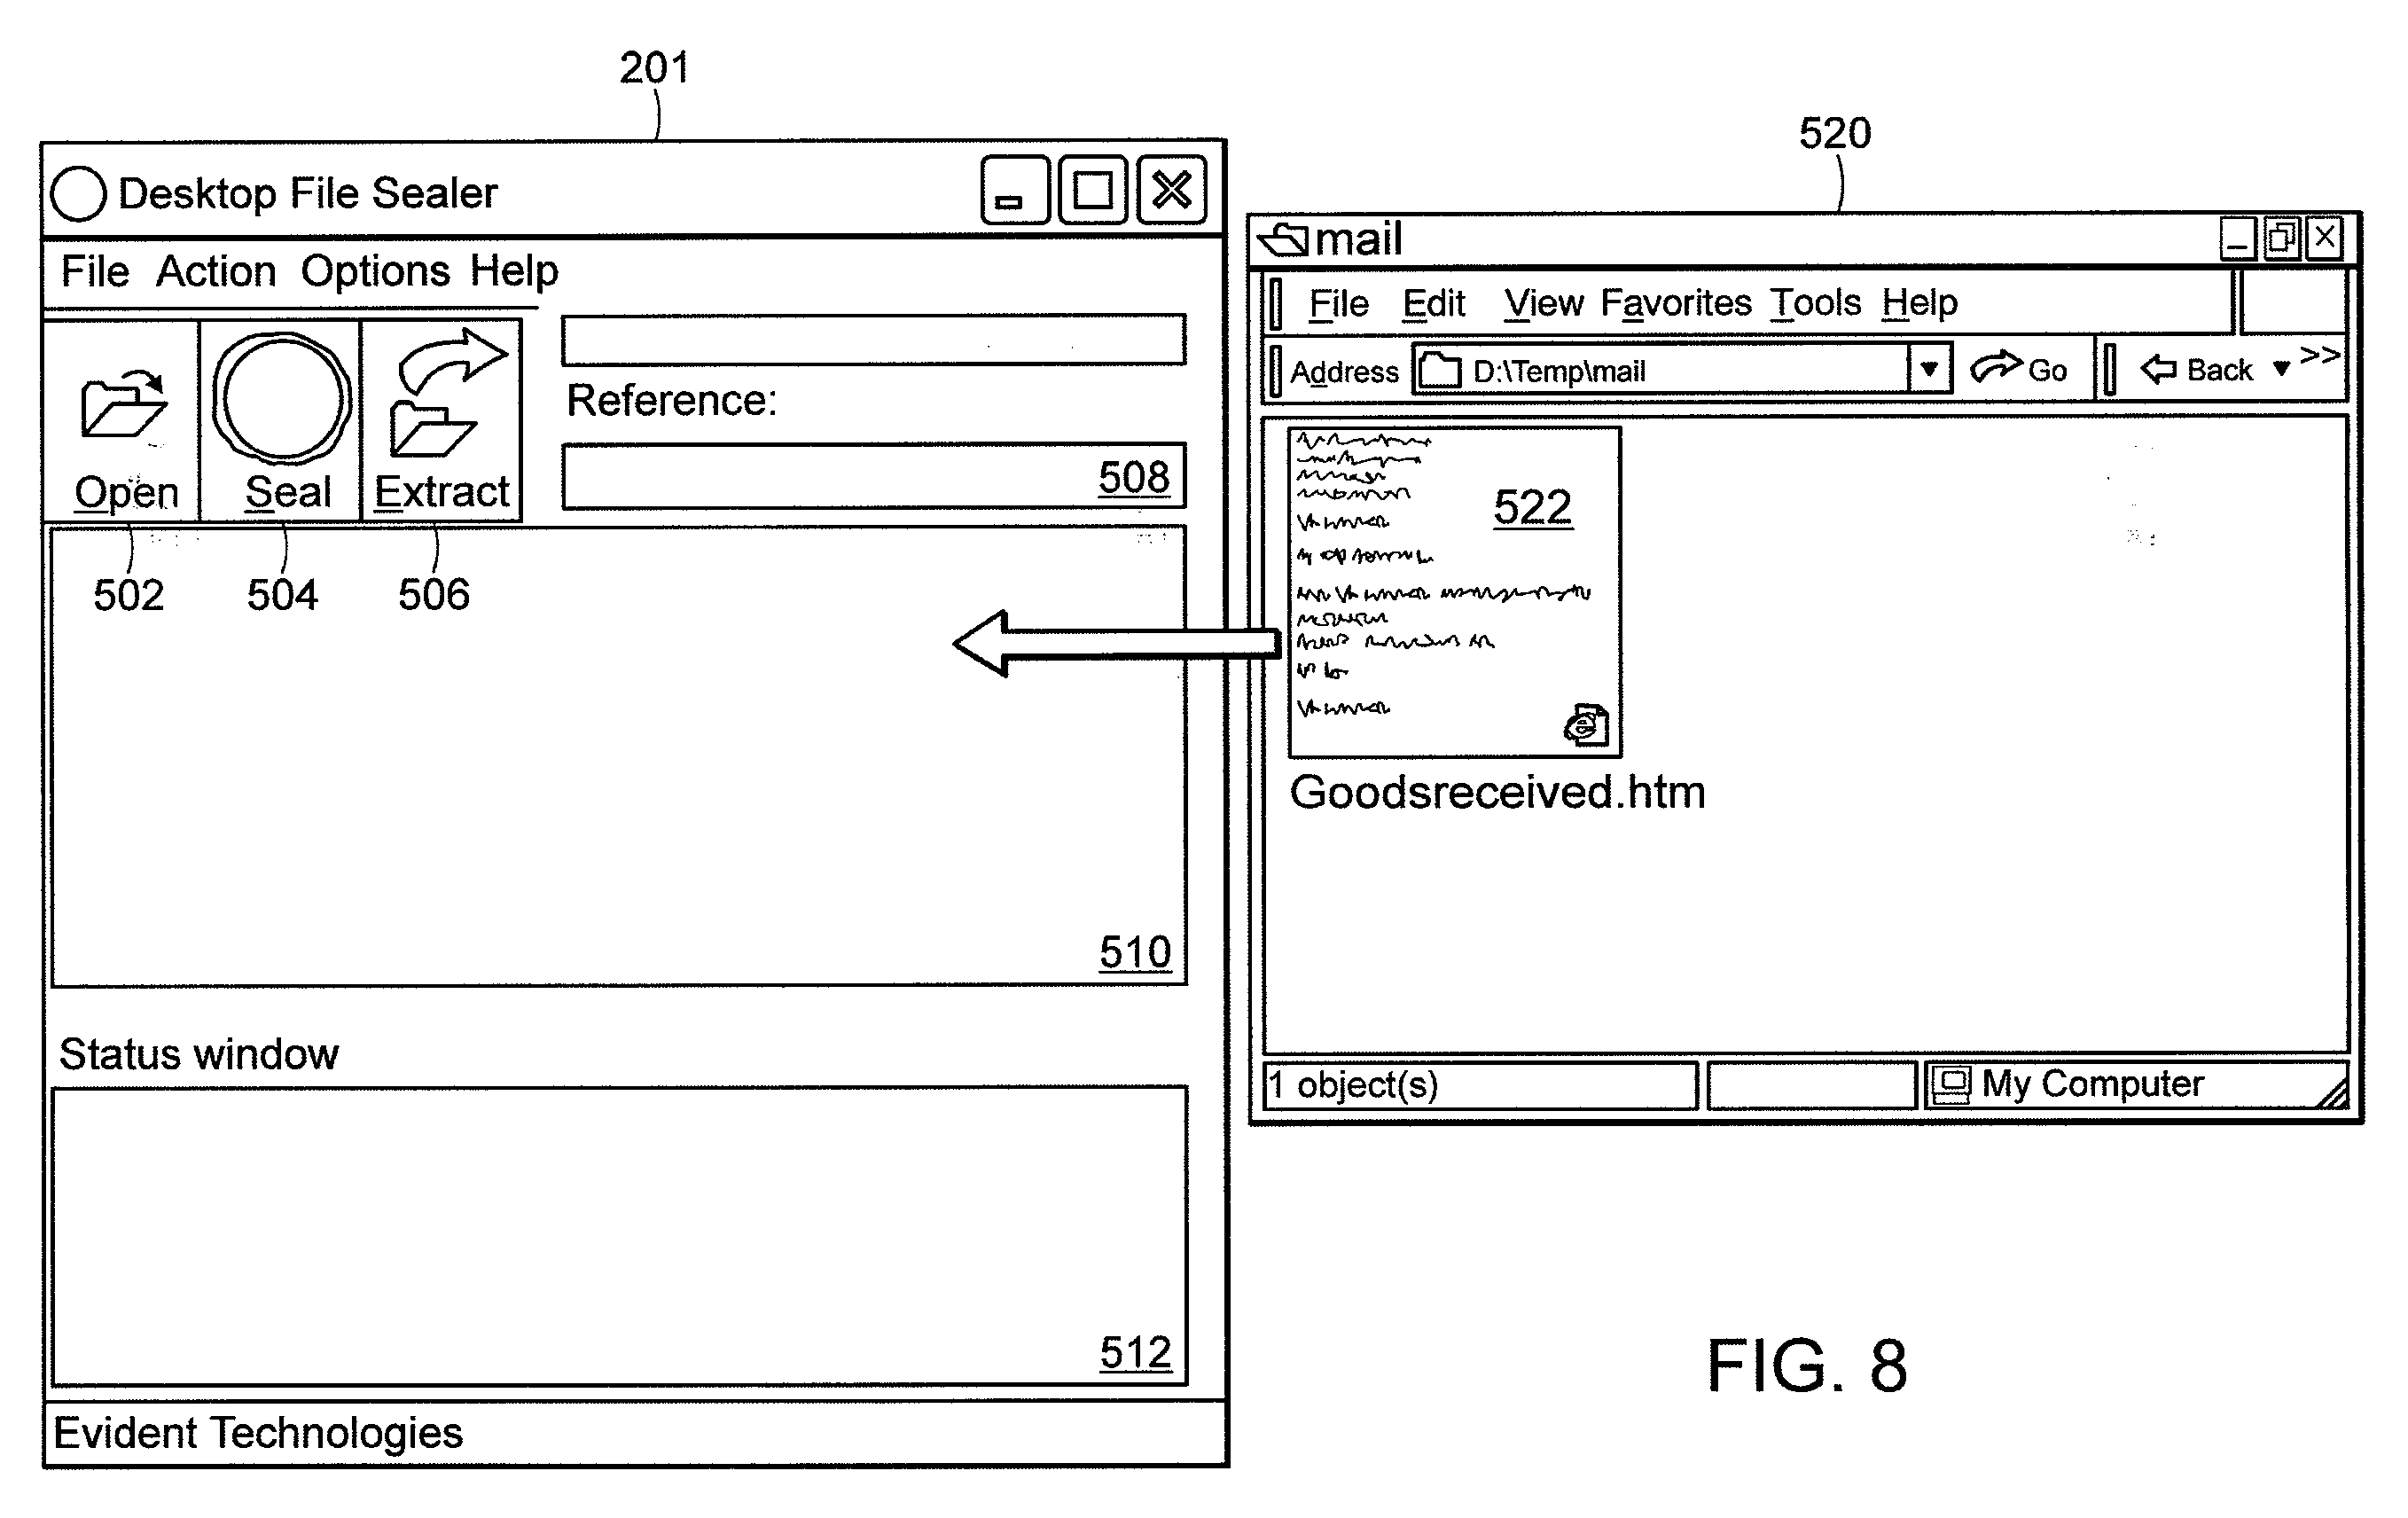 201
520
Desktop File Sealer
mail
File Action Options Help
File Edit View Favorites Tools Help
Address D:\Temp\mail Go Back >>
Reference:
Open Seal Extract
508
522
502 504 506
Goodsreceived.htm
510
Status window
1 object(s) My Computer
512
FIG. 8
Evident Technologies